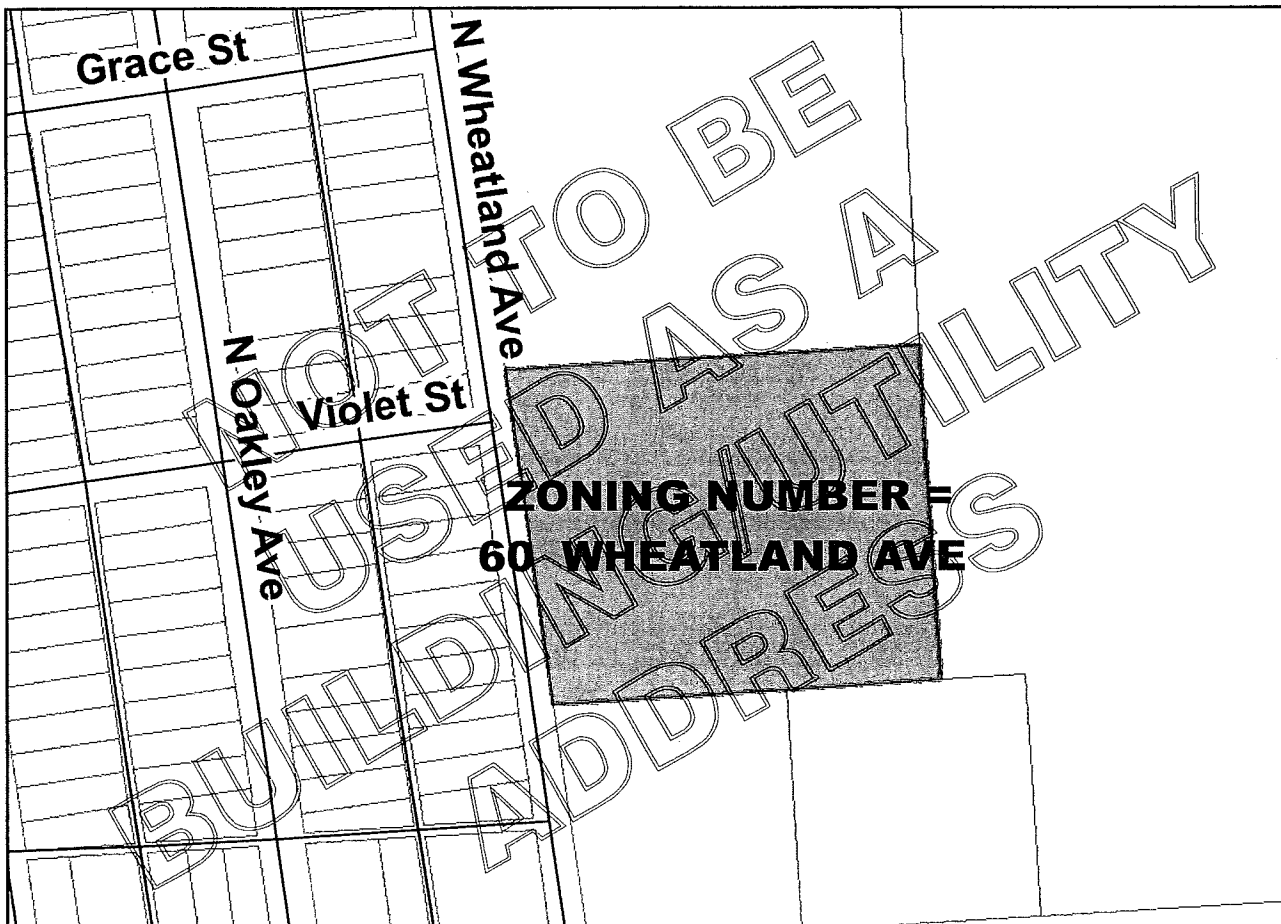 Grace St
N Wheatland Ave
N Oakley Ave
Violet St
ZONING NUMBER =
60 WHEATLAND AVE
NOT TO BE
USED AS A
BUILDING/UTILITY
ADDRESS